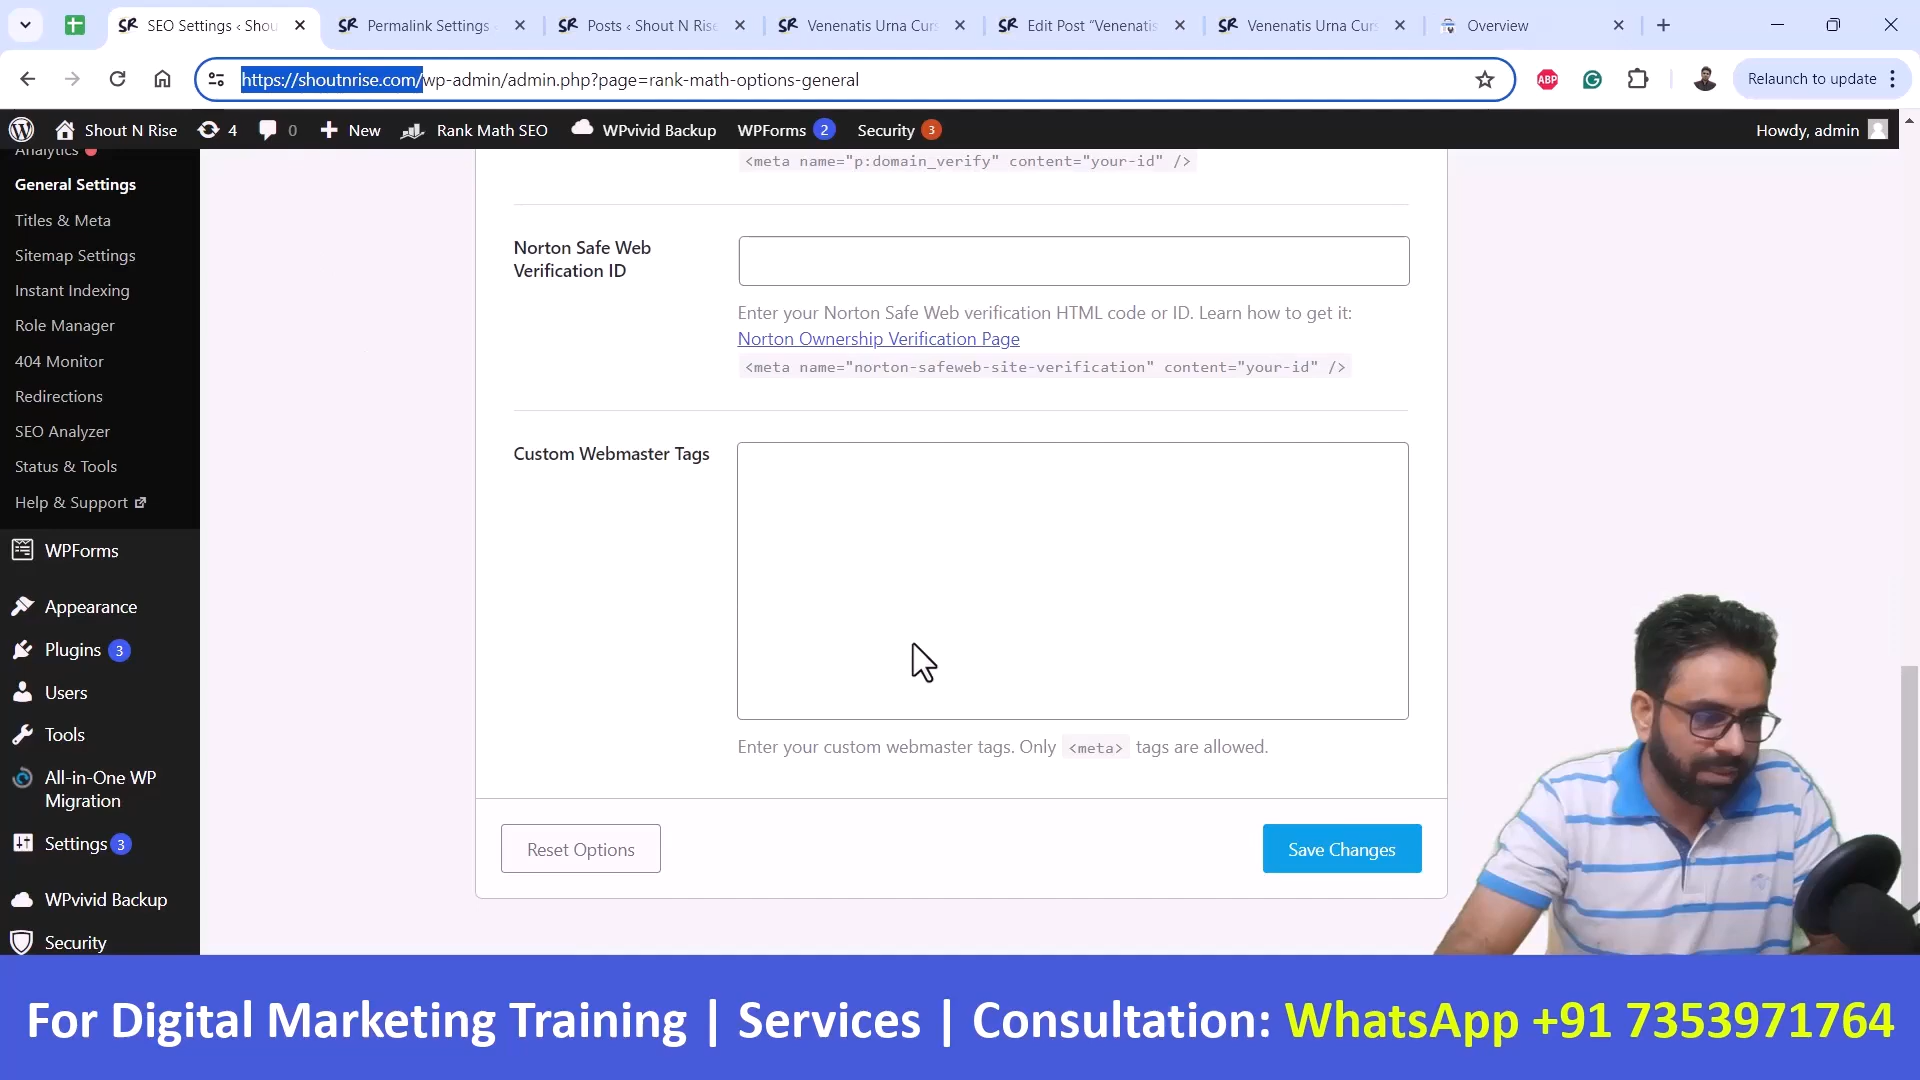 SEO Settings ‹ Shou
Permalink Settings ‹
Posts ‹ Shout N Rise
Venenatis Urna Curs
Edit Post “Venenatis
Venenatis Urna Curs
Overview
https://shoutnrise.com/wp-admin/admin.php?page=rank-math-options-general
ABP
Relaunch to update
Shout N Rise
4
0
New
Rank Math SEO
WPvivid Backup
WPForms 2
Security 3
Howdy, admin
Analytics
General Settings
Titles & Meta
Sitemap Settings
Instant Indexing
Role Manager
404 Monitor
Redirections
SEO Analyzer
Status & Tools
Help & Support
WPForms
Appearance
Plugins 3
Users
Tools
All-in-One WP
Migration
Settings 3
WPvivid Backup
Security
<meta name="p:domain_verify" content="your-id" />
Norton Safe Web
Verification ID
Enter your Norton Safe Web verification HTML code or ID. Learn how to get it:
Norton Ownership Verification Page
<meta name="norton-safeweb-site-verification" content="your-id" />
Custom Webmaster Tags
Enter your custom webmaster tags. Only <meta> tags are allowed.
Reset Options
Save Changes
For Digital Marketing Training | Services | Consultation: WhatsApp +91 7353971764